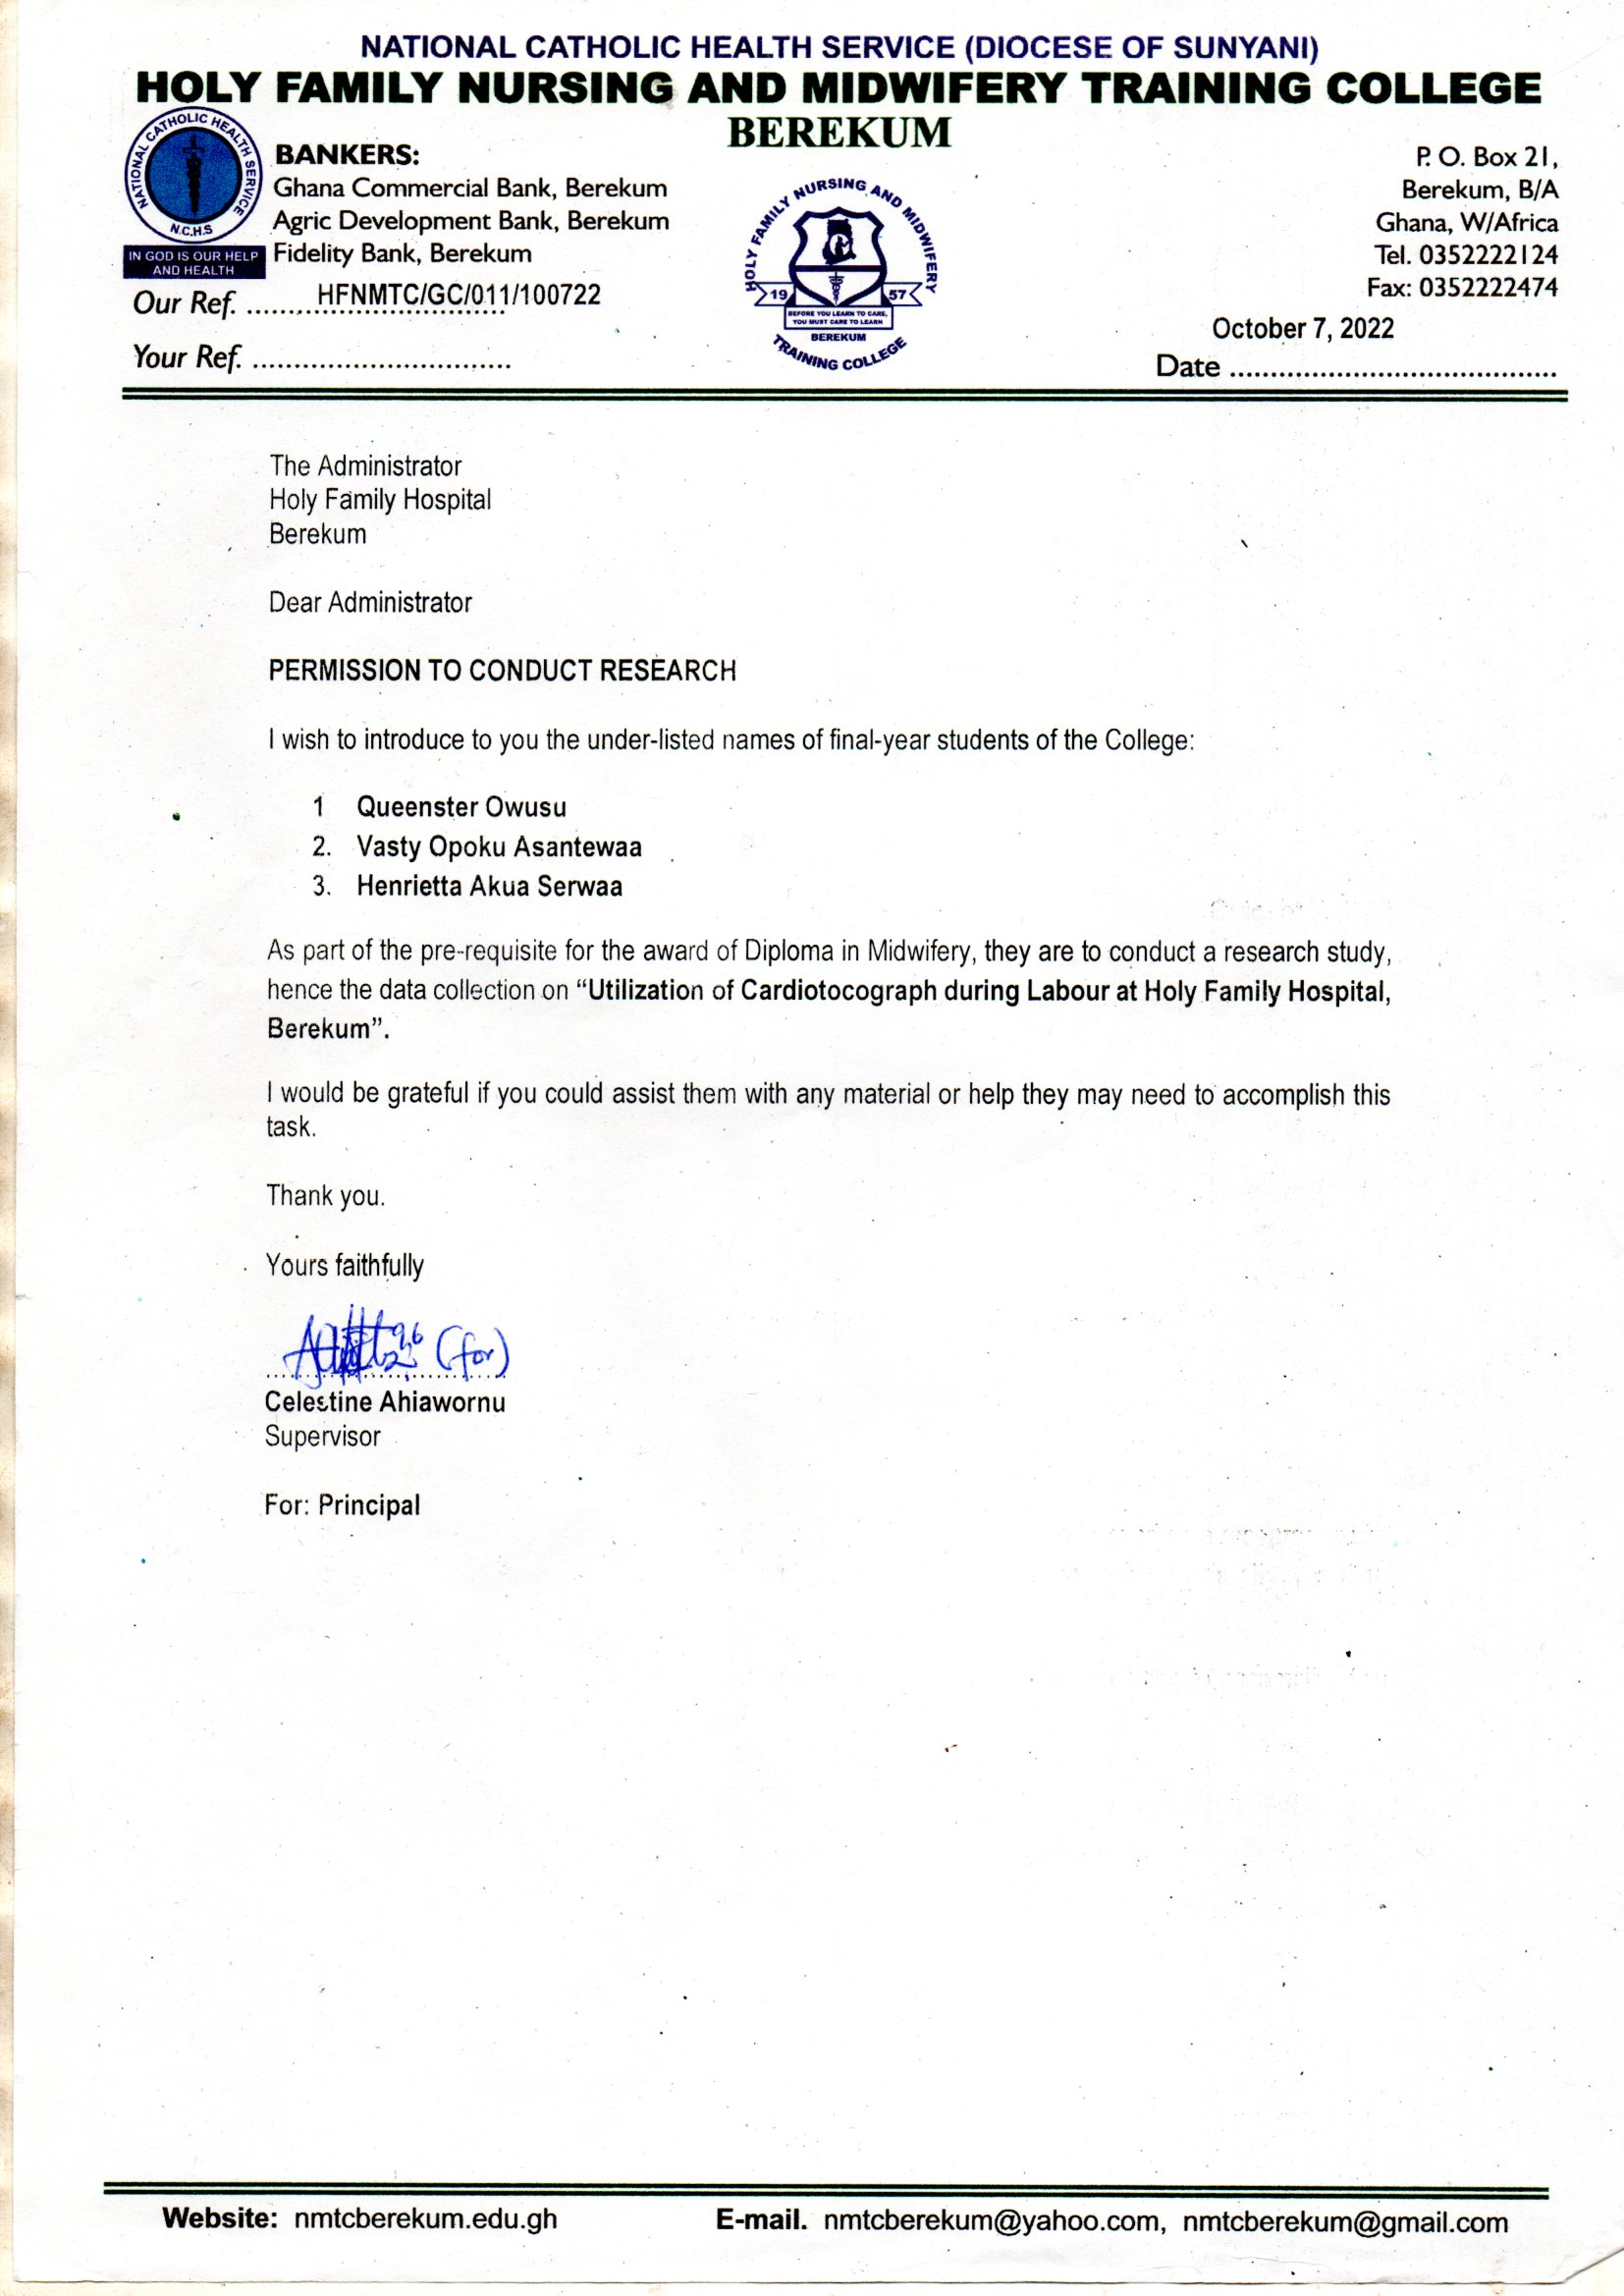 NATIONAL CATHOLIC HEALTH SERVICE (DIOCESE OF SUNYANI)
HOLY FAMILY NURSING AND MIDWIFERY TRAINING COLLEGE
BEREKUM
NATIONAL CATHOLIC HEALTH SERVICE
N.C.H.S
IN GOD IS OUR HELP
AND HEALTH
BANKERS:
Ghana Commercial Bank, Berekum
Agric Development Bank, Berekum
Fidelity Bank, Berekum
HOLY FAMILY NURSING AND MIDWIFERY
19 57
BEFORE YOU LEARN TO CARE,
YOU MUST CARE TO LEARN
BEREKUM
TRAINING COLLEGE
P. O. Box 21,
Berekum, B/A
Ghana, W/Africa
Tel. 0352222124
Fax: 0352222474
Our Ref. ........HFNMTC/GC/011/100722
Your Ref. ................................
October 7, 2022
Date ........................................
The Administrator
Holy Family Hospital
Berekum
Dear Administrator
PERMISSION TO CONDUCT RESEARCH
I wish to introduce to you the under-listed names of final-year students of the College:
1 Queenster Owusu
2. Vasty Opoku Asantewaa
3. Henrietta Akua Serwaa
As part of the pre-requisite for the award of Diploma in Midwifery, they are to conduct a research study,
hence the data collection on “Utilization of Cardiotocograph during Labour at Holy Family Hospital,
Berekum”.
I would be grateful if you could assist them with any material or help they may need to accomplish this
task.
Thank you.
Yours faithfully
(for)
Celestine Ahiawornu
Supervisor
For: Principal
Website: nmtcberekum.edu.gh E-mail. nmtcberekum@yahoo.com, nmtcberekum@gmail.com